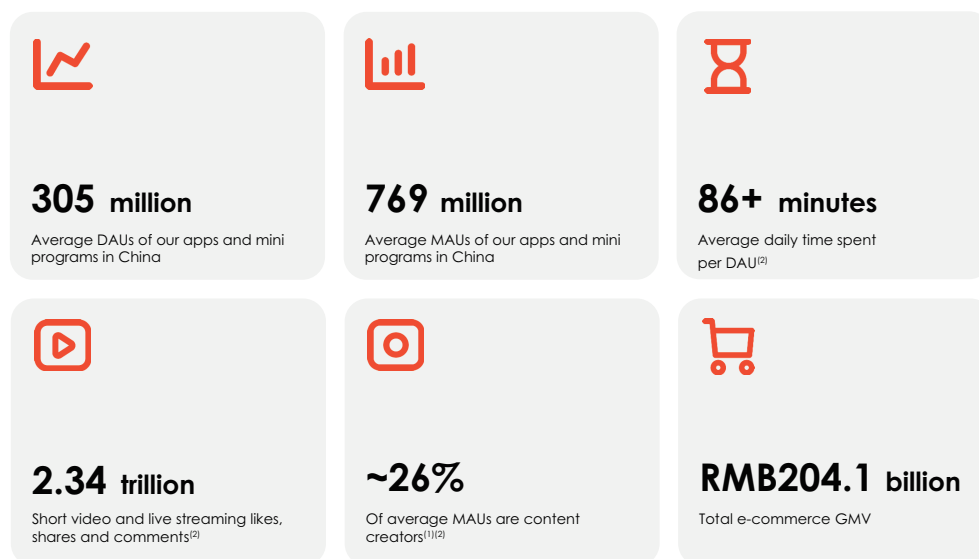 305 million
Average DAUs of our apps and mini
programs in China
769 million
Average MAUs of our apps and mini
programs in China
86+ minutes
Average daily time spent
per DAU(2)
2.34 trillion
Short video and live streaming likes,
shares and comments(2)
~26%
Of average MAUs are content
creators(1)(2)
RMB204.1 billion
Total e-commerce GMV